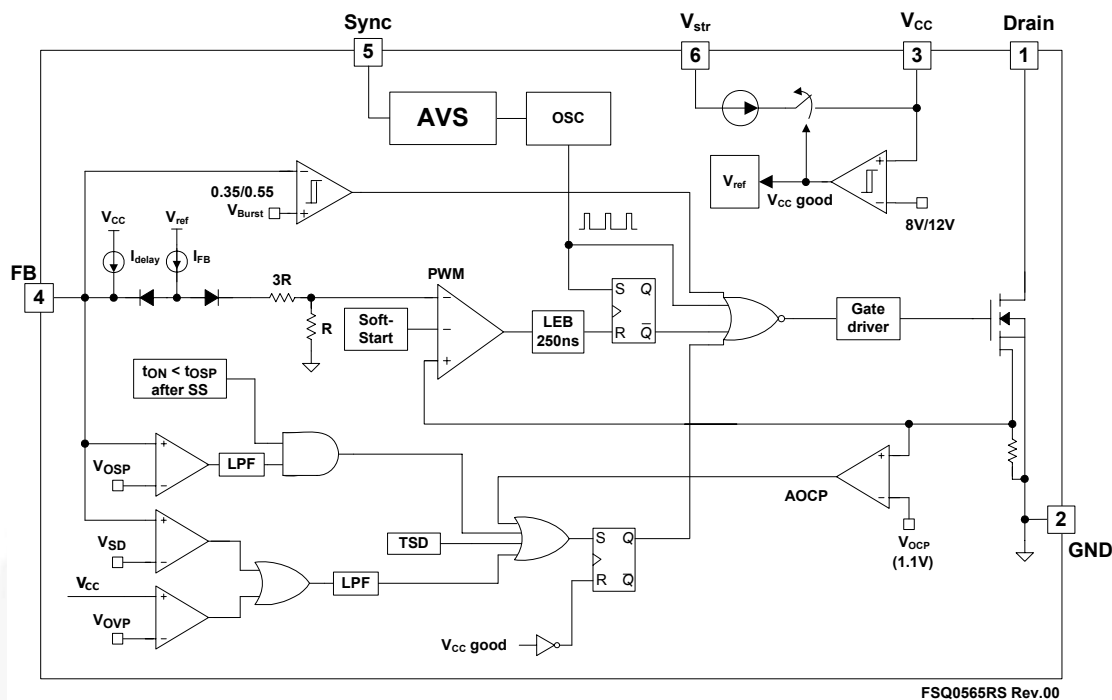 Sync
5
Vstr
6
VCC
3
Drain
1
AVS
OSC
Vref
VCC good
+
−
8V/12V
0.35/0.55
VBurst
−
+
VCC
Vref
Idelay
IFB
FB
4
3R
R
PWM
Soft-
Start
−
−
+
LEB
250ns
S Q
R Q̅
Gate
driver
tON < tOSP
after SS
VOSP
+
−
LPF
AOCP
+
−
VOCP
(1.1V)
2
GND
VSD
+
−
TSD
S Q
R Q̅
LPF
VCC
VOVP
+
−
VCC good
FSQ0565RS Rev.00